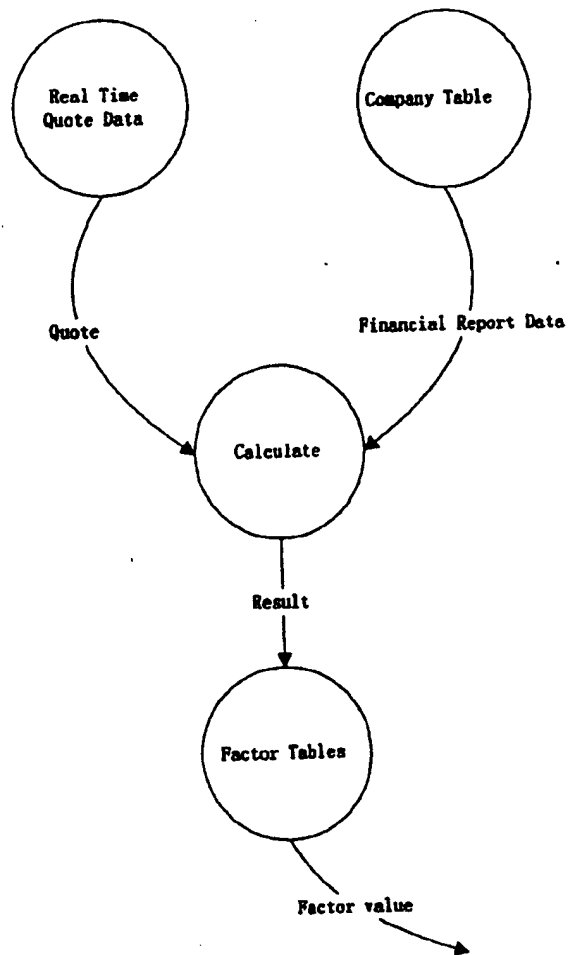 Real Time
Quote Data
Company Table
Quote
Financial Report Data
Calculate
Result
Factor Tables
Factor value